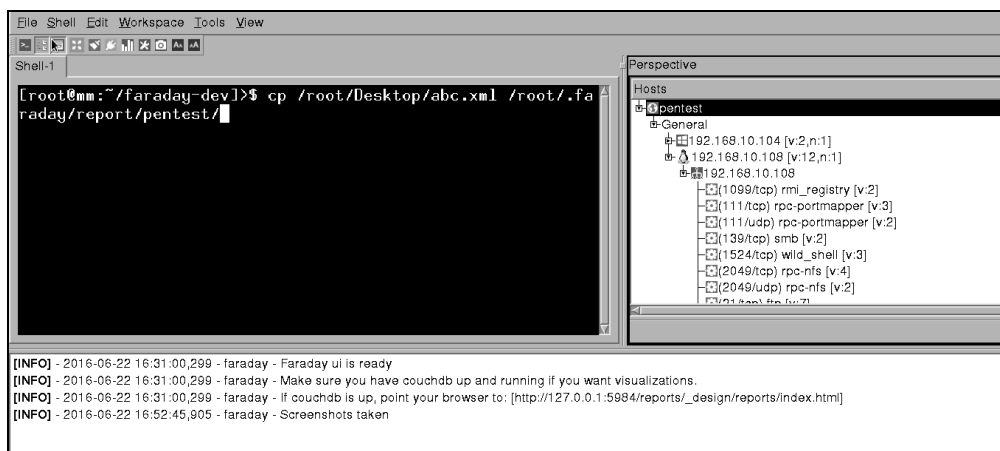 File Shell Edit Workspace Tools View
Shell-1
[root@mm:~/faraday-dev]>$ cp /root/Desktop/abc.xml /root/.fa
raday/report/pentest/
Perspective
Hosts
pentest
General
192.168.10.104 [v:2,n:1]
192.168.10.108 [v:12,n:1]
192.168.10.108
(1099/tcp) rmi_registry [v:2]
(111/tcp) rpc-portmapper [v:3]
(111/udp) rpc-portmapper [v:2]
(139/tcp) smb [v:2]
(1524/tcp) wild_shell [v:3]
(2049/tcp) rpc-nfs [v:4]
(2049/udp) rpc-nfs [v:2]
(21/tcp) ftp [v:7]
[INFO] - 2016-06-22 16:31:00,299 - faraday - Faraday ui is ready
[INFO] - 2016-06-22 16:31:00,299 - faraday - Make sure you have couchdb up and running if you want visualizations.
[INFO] - 2016-06-22 16:31:00,299 - faraday - If couchdb is up, point your browser to: [http://127.0.0.1:5984/reports/_design/reports/index.html]
[INFO] - 2016-06-22 16:52:45,905 - faraday - Screenshots taken